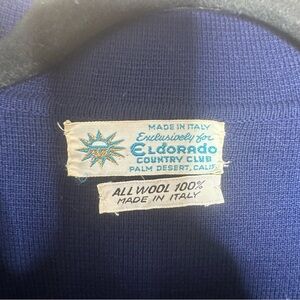 MADE IN ITALY
Exclusively for
ELDORADO
COUNTRY CLUB
PALM DESERT, CALIF.
ALL WOOL 100%
MADE IN ITALY